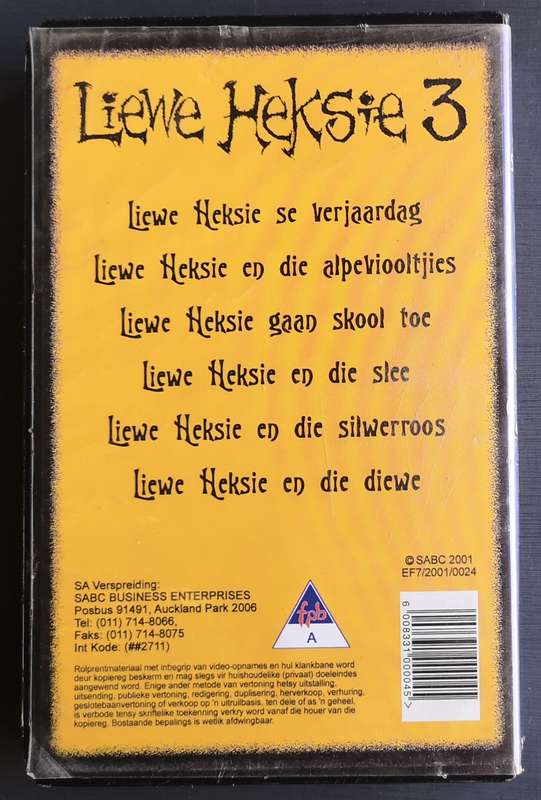 Liewe Heksie 3
Liewe Heksie se verjaardag
Liewe Heksie en die alpeviooltjies
Liewe Heksie gaan skool toe
Liewe Heksie en die slee
Liewe Heksie en die silwerroos
Liewe Heksie en die diewe
© SABC 2001
EF7/2001/0024
SA Verspreiding:
SABC BUSINESS ENTERPRISES
Posbus 91491, Auckland Park 2006
Tel: (011) 714-8066,
Faks: (011) 714-8075
Int Kode: (##2711)
fpb
A
6 008331 000045 >
Rolprentmateriaal met inbegrip van video-opnames en hul klankbane word
deur kopiereg beskerm en mag slegs vir huishoudelike (privaat) doeleindes
aangewend word. Enige ander metode van vertoning hetsy uitstalling,
uitsending, publieke vertoning, redigering, duplisering, herverkoop, verhuring,
geslotebaanvertoning of verkoop op 'n uitruilbasis, ten dele of as 'n geheel,
is verbode tensy skriftelike toekenning verkry word vanaf die houer van die
kopiereg. Bostaande bepalings is wetlik afdwingbaar.